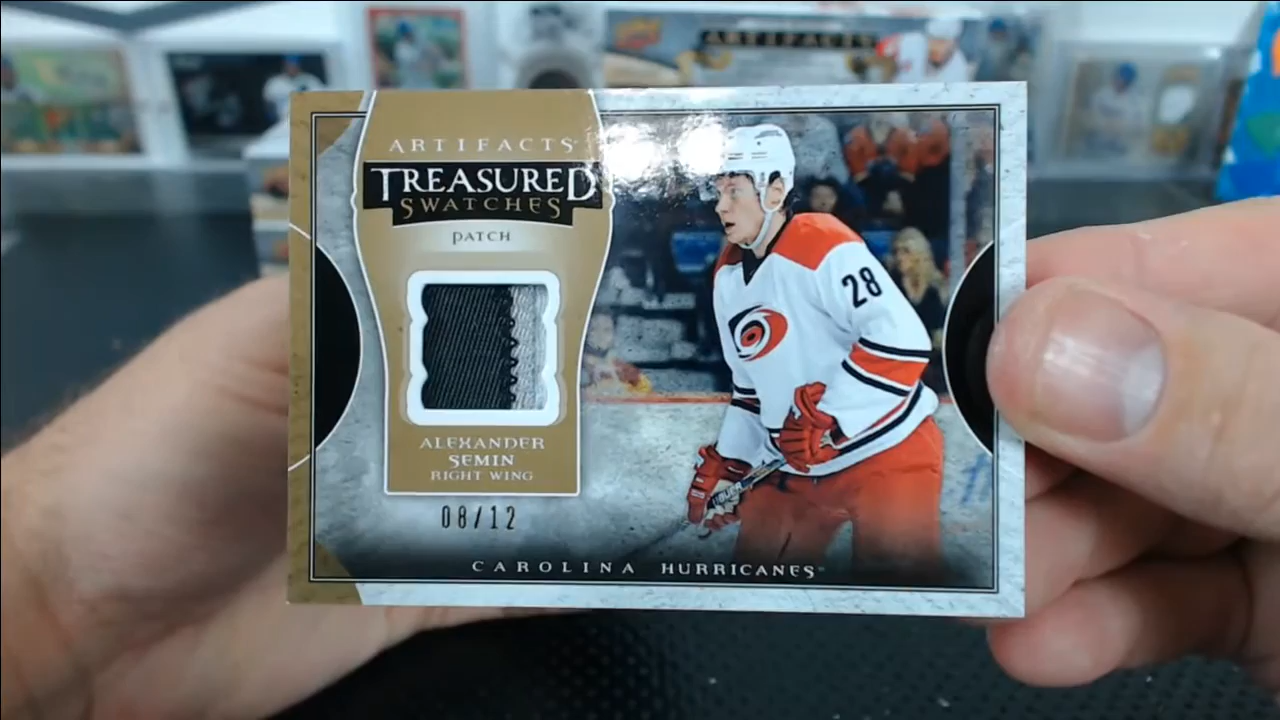 ARTIFACTS
ARTIFACTS
TREASURED
SWATCHES
PATCH
28
ALEXANDER
SEMIN
RIGHT WING
08/12
CAROLINA HURRICANES